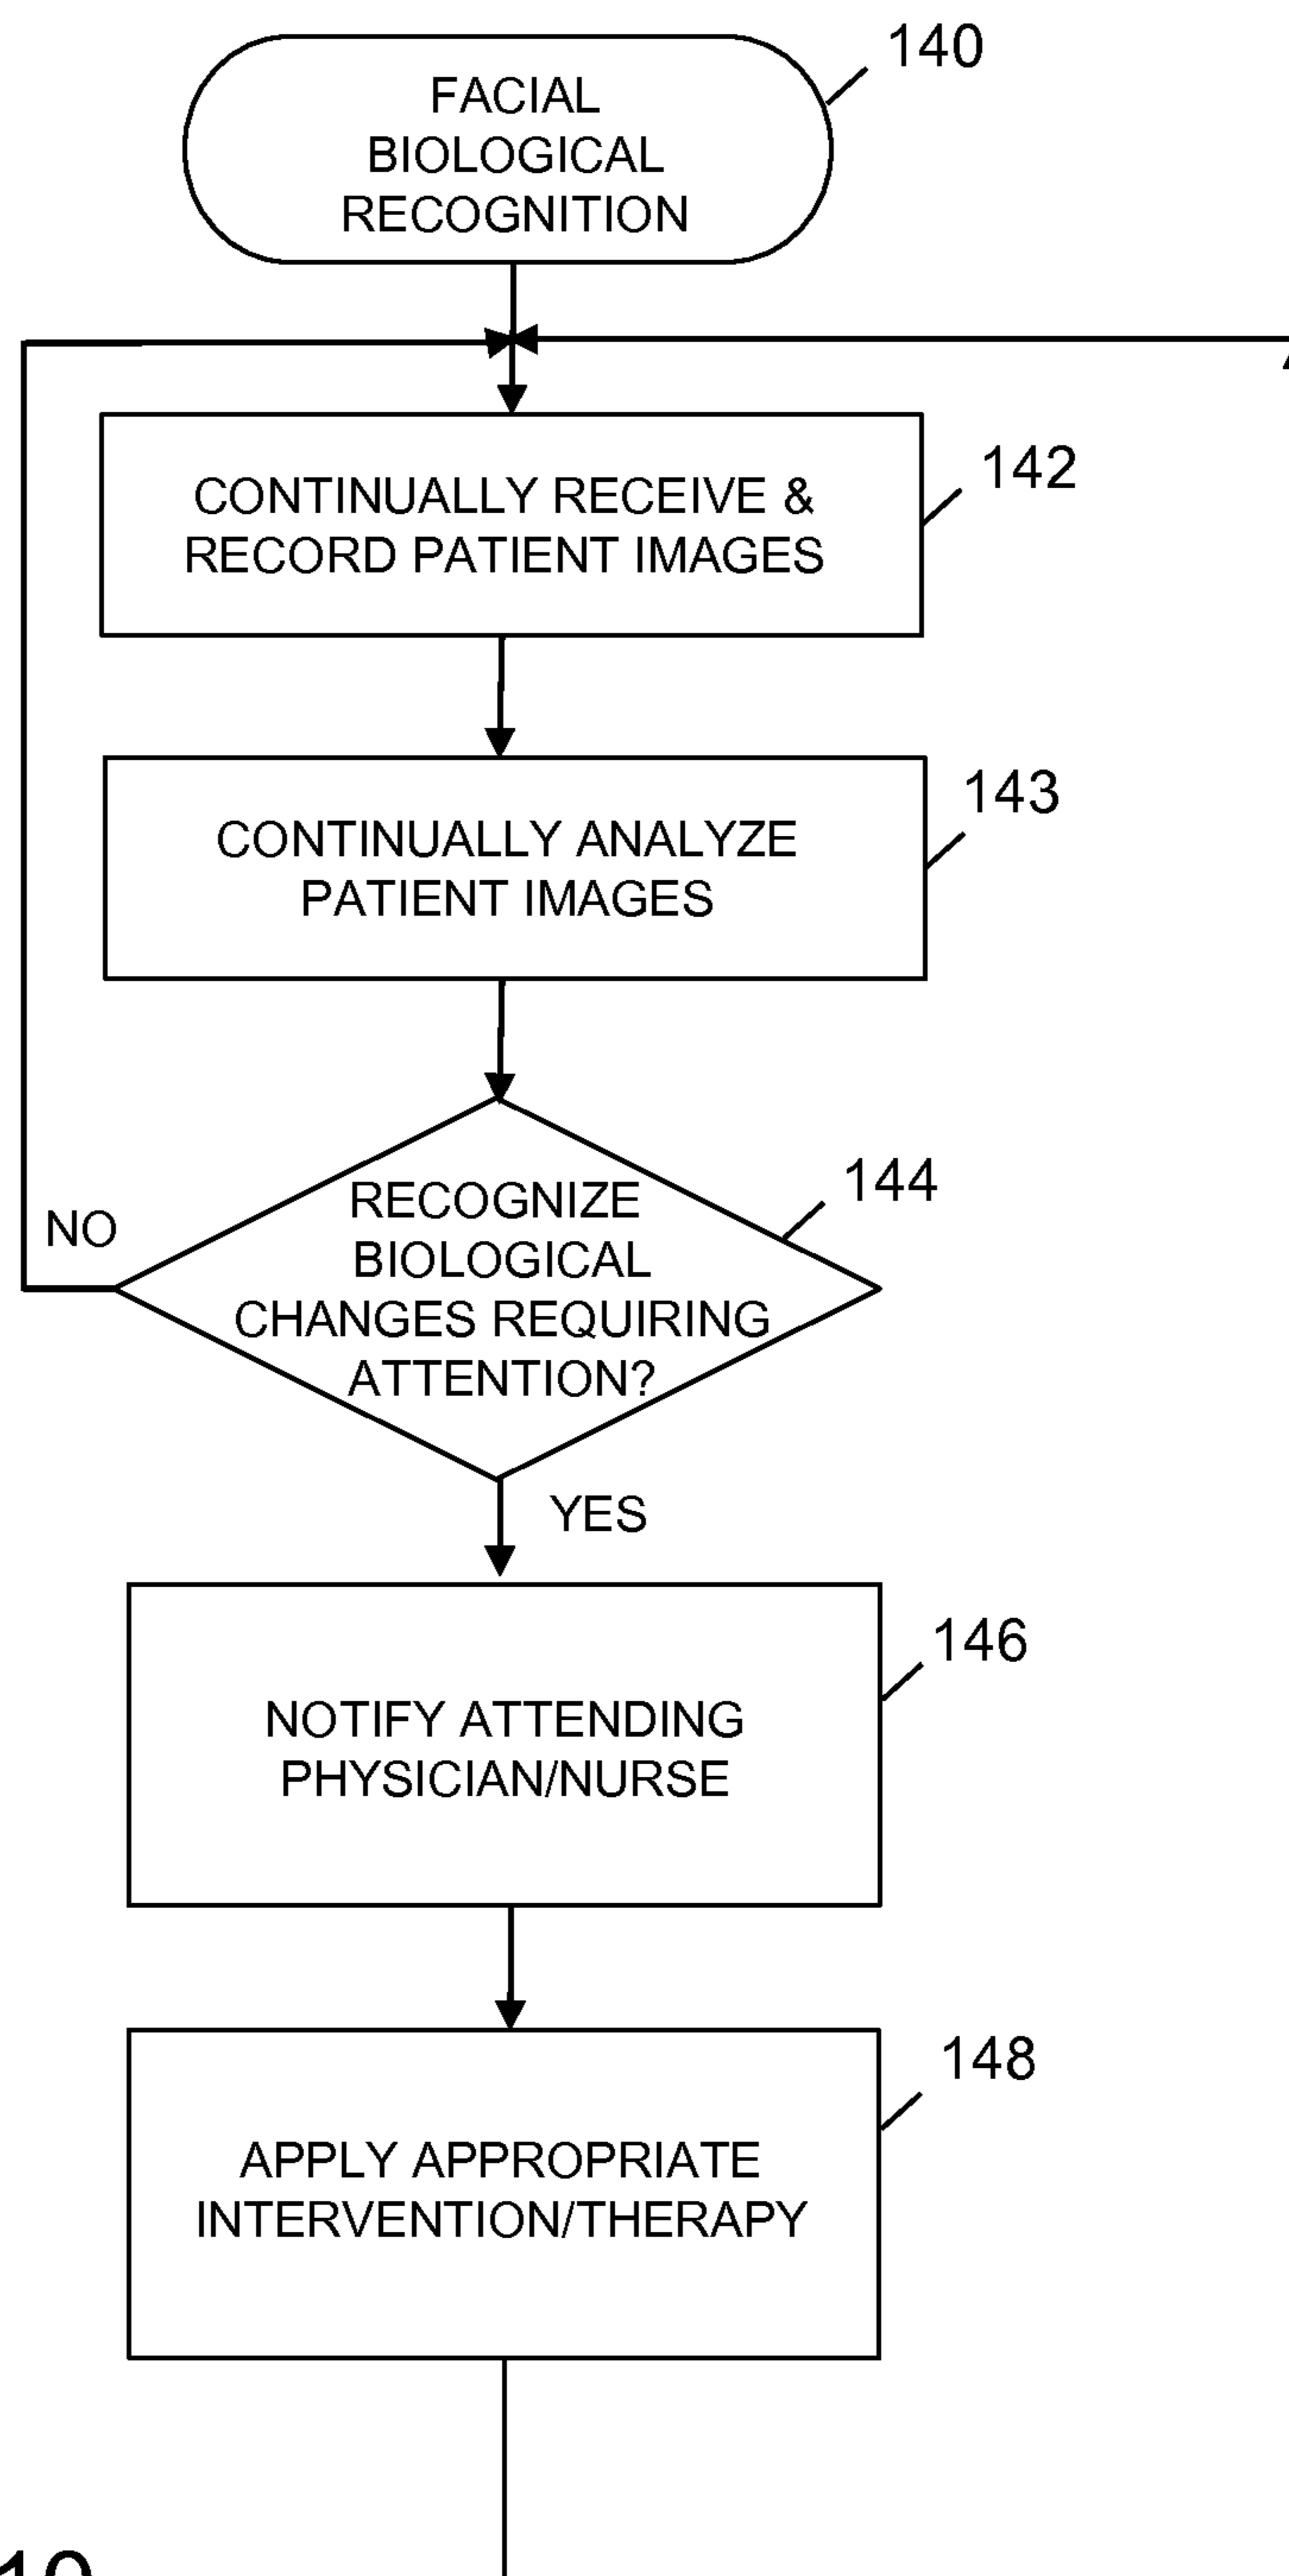 FACIAL
BIOLOGICAL
RECOGNITION
140
CONTINUALLY RECEIVE &
RECORD PATIENT IMAGES
142
CONTINUALLY ANALYZE
PATIENT IMAGES
143
RECOGNIZE
BIOLOGICAL
CHANGES REQUIRING
ATTENTION?
144
NO
YES
NOTIFY ATTENDING
PHYSICIAN/NURSE
146
APPLY APPROPRIATE
INTERVENTION/THERAPY
148